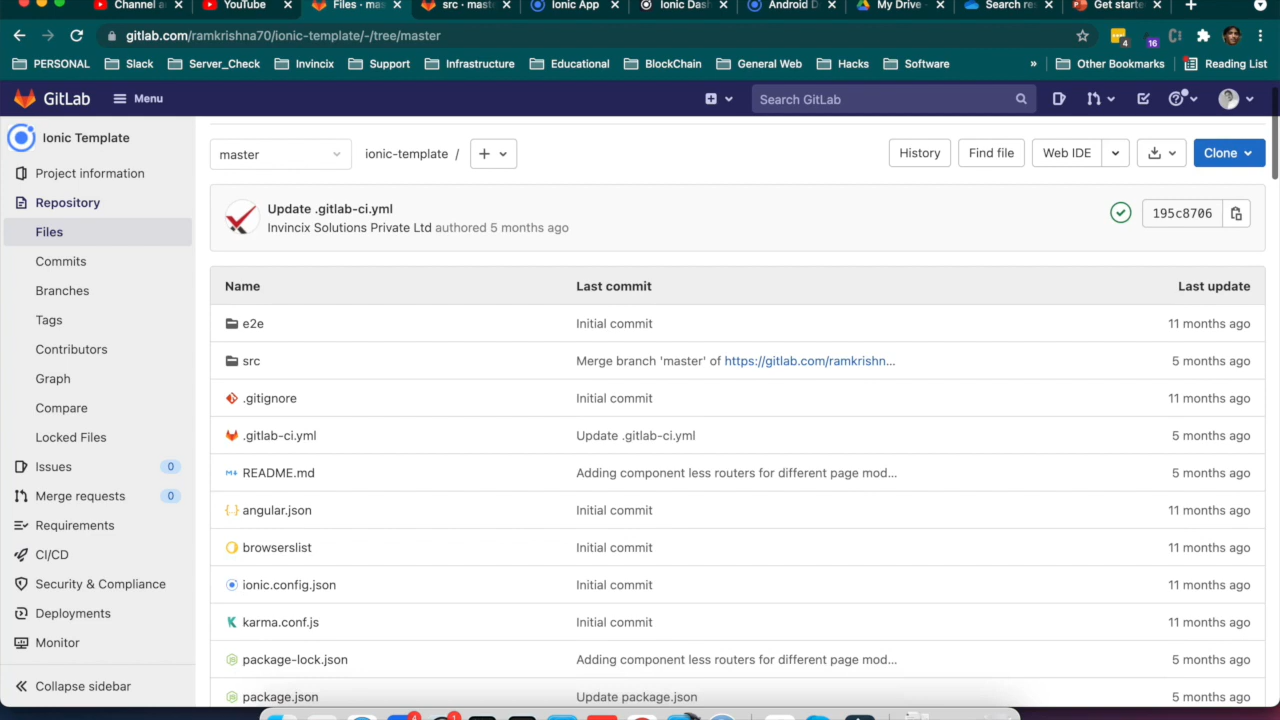 Channel a
YouTube
Files · mas
src · maste
Ionic App
Ionic Das
Android D
My Drive -
Search res
Get starte
gitlab.com/ramkrishna70/ionic-template/-/tree/master
4
16
PERSONAL
Slack
Server_Check
Invincix
Support
Infrastructure
Educational
BlockChain
General Web
Hacks
Software
»
Other Bookmarks
Reading List
GitLab
Menu
Search GitLab
Ionic Template
Project information
Repository
Files
Commits
Branches
Tags
Contributors
Graph
Compare
Locked Files
Issues 0
Merge requests 0
Requirements
CI/CD
Security & Compliance
Deployments
Monitor
Collapse sidebar
master
ionic-template /
+
History
Find file
Web IDE
Clone
Update .gitlab-ci.yml
Invincix Solutions Private Ltd authored 5 months ago
195c8706
Name Last commit Last update
e2e Initial commit 11 months ago
src Merge branch 'master' of https://gitlab.com/ramkrishn... 5 months ago
.gitignore Initial commit 11 months ago
.gitlab-ci.yml Update .gitlab-ci.yml 5 months ago
README.md Adding component less routers for different page mod... 5 months ago
angular.json Initial commit 11 months ago
browserslist Initial commit 11 months ago
ionic.config.json Initial commit 11 months ago
karma.conf.js Initial commit 11 months ago
package-lock.json Adding component less routers for different page mod... 5 months ago
package.json Update package.json 5 months ago